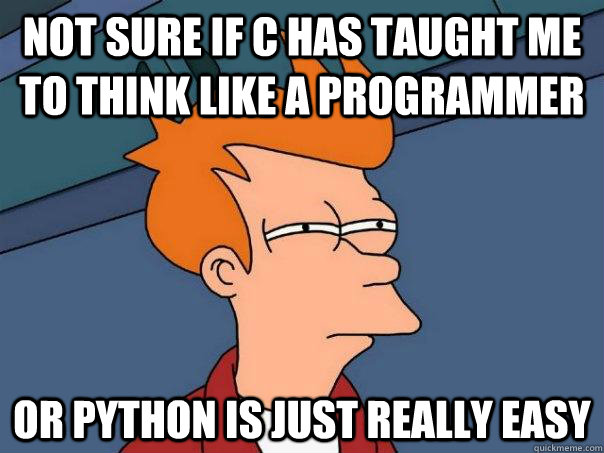 NOT SURE IF C HAS TAUGHT ME
TO THINK LIKE A PROGRAMMER
OR PYTHON IS JUST REALLY EASY
quickmeme.com